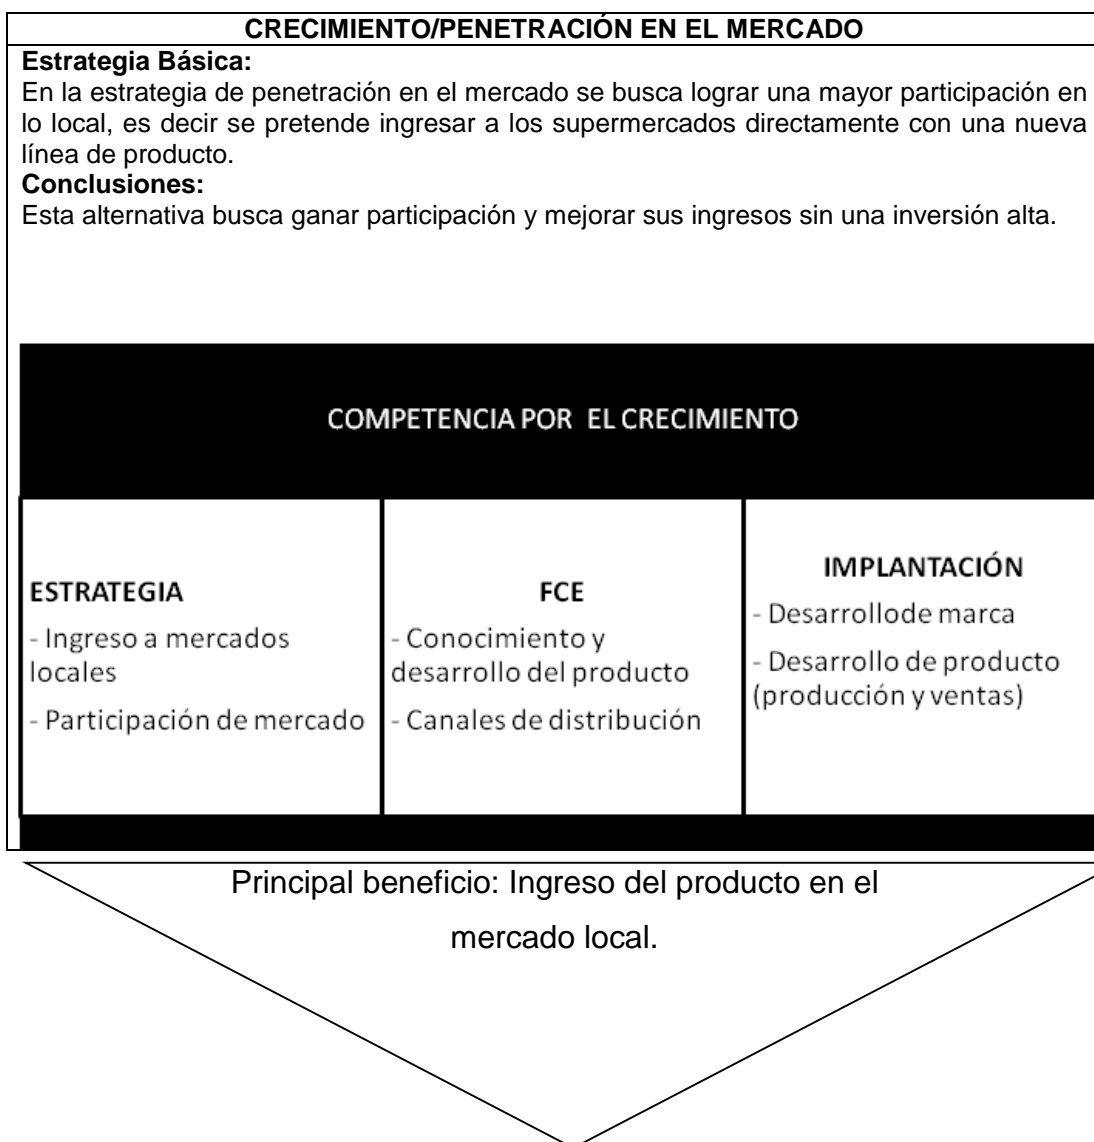 CRECIMIENTO/PENETRACIÓN EN EL MERCADO
Estrategia Básica:
En la estrategia de penetración en el mercado se busca lograr una mayor participación en
lo local, es decir se pretende ingresar a los supermercados directamente con una nueva
línea de producto.
Conclusiones:
Esta alternativa busca ganar participación y mejorar sus ingresos sin una inversión alta.
COMPETENCIA POR EL CRECIMIENTO
ESTRATEGIA
- Ingreso a mercados
locales
- Participación de mercado
FCE
- Conocimiento y
desarrollo del producto
- Canales de distribución
IMPLANTACIÓN
- Desarrollode marca
- Desarrollo de producto
(producción y ventas)
Principal beneficio: Ingreso del producto en el
mercado local.